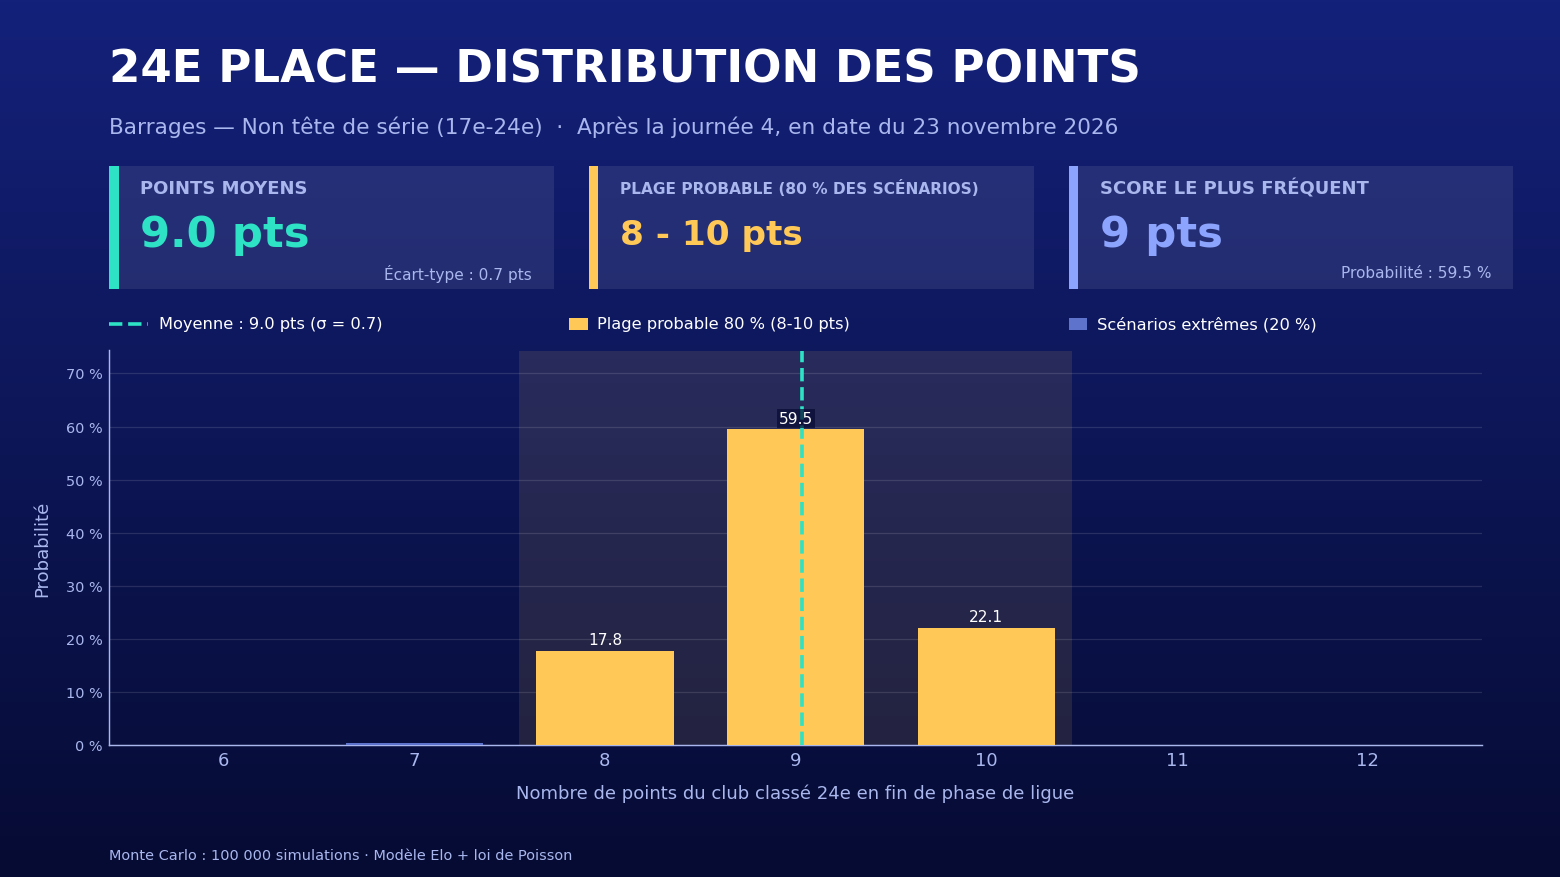 24E PLACE — DISTRIBUTION DES POINTS
Barrages — Non tête de série (17e-24e) · Après la journée 4, en date du 23 novembre 2026
POINTS MOYENS
9.0 pts
Écart-type : 0.7 pts
PLAGE PROBABLE (80 % DES SCÉNARIOS)
8 - 10 pts
SCORE LE PLUS FRÉQUENT
9 pts
Probabilité : 59.5 %
Moyenne : 9.0 pts (σ = 0.7)
Plage probable 80 % (8-10 pts)
Scénarios extrêmes (20 %)
Probabilité
70 %
60 %
50 %
40 %
30 %
20 %
10 %
0 %
17.8
59.5
22.1
6 7 8 9 10 11 12
Nombre de points du club classé 24e en fin de phase de ligue
Monte Carlo : 100 000 simulations · Modèle Elo + loi de Poisson